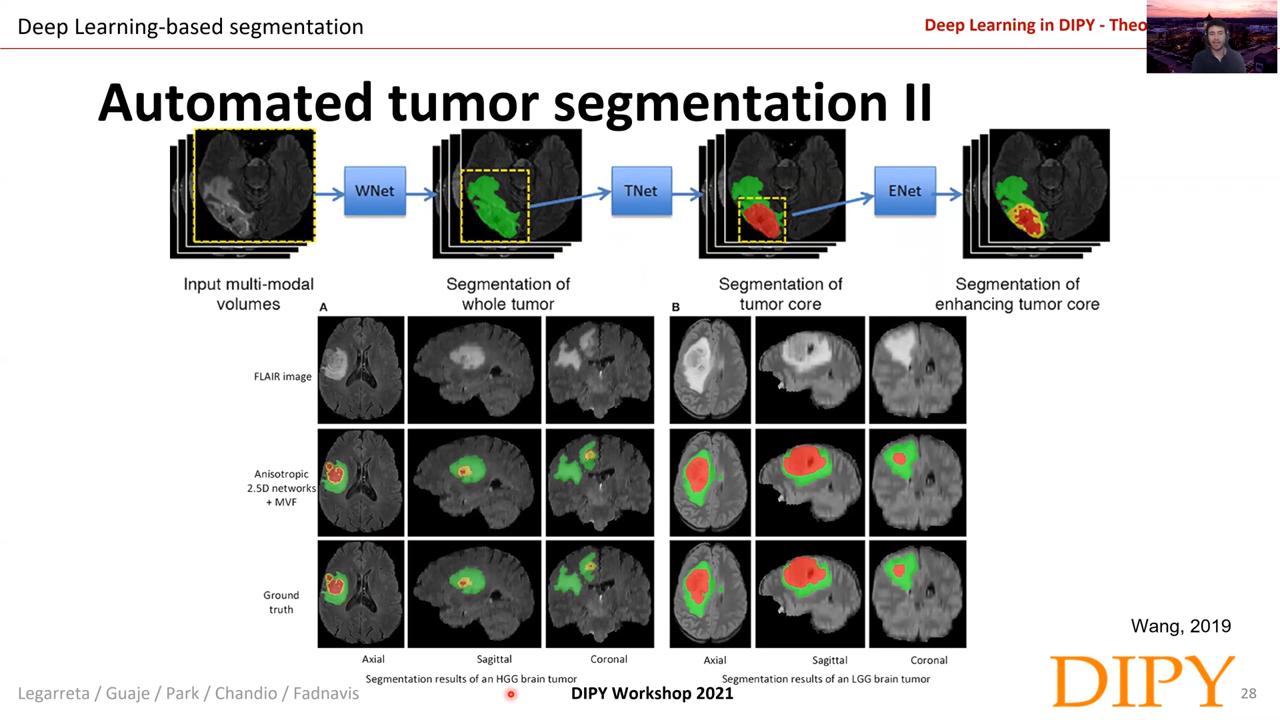 Deep Learning-based segmentation
Deep Learning in DIPY - Theo
Automated tumor segmentation II
WNet
TNet
ENet
Input multi-modal
volumes
Segmentation of
whole tumor
Segmentation of
tumor core
Segmentation of
enhancing tumor core
A
B
FLAIR image
Anisotropic
2.5D networks
+ MVF
Ground
truth
Axial
Sagittal
Coronal
Axial
Sagittal
Coronal
Segmentation results of an HGG brain tumor
Segmentation results of an LGG brain tumor
Wang, 2019
DIPY
Legarreta / Guaje / Park / Chandio / Fadnavis
DIPY Workshop 2021
28